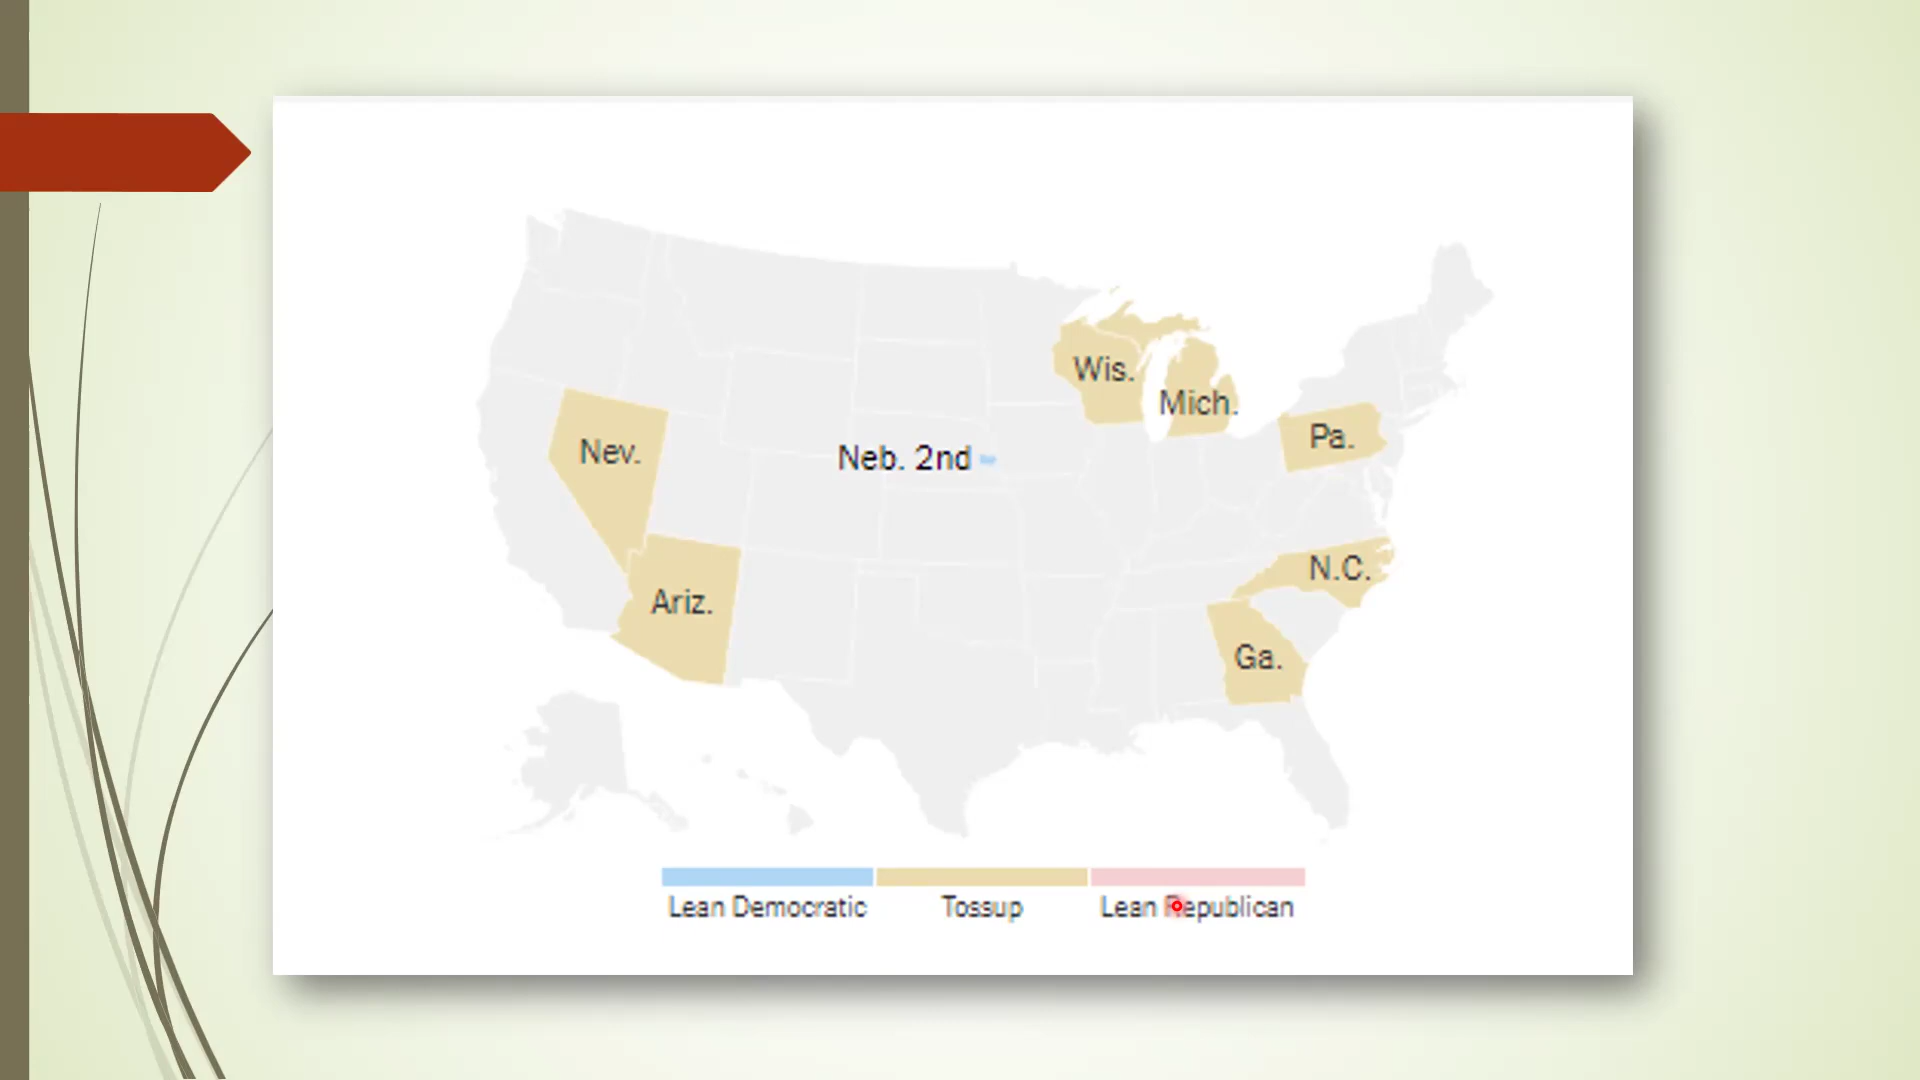 Wis.
Mich.
Pa.
Nev.
Neb. 2nd
N.C.
Ariz.
Ga.
Lean Democratic
Tossup
Lean Republican